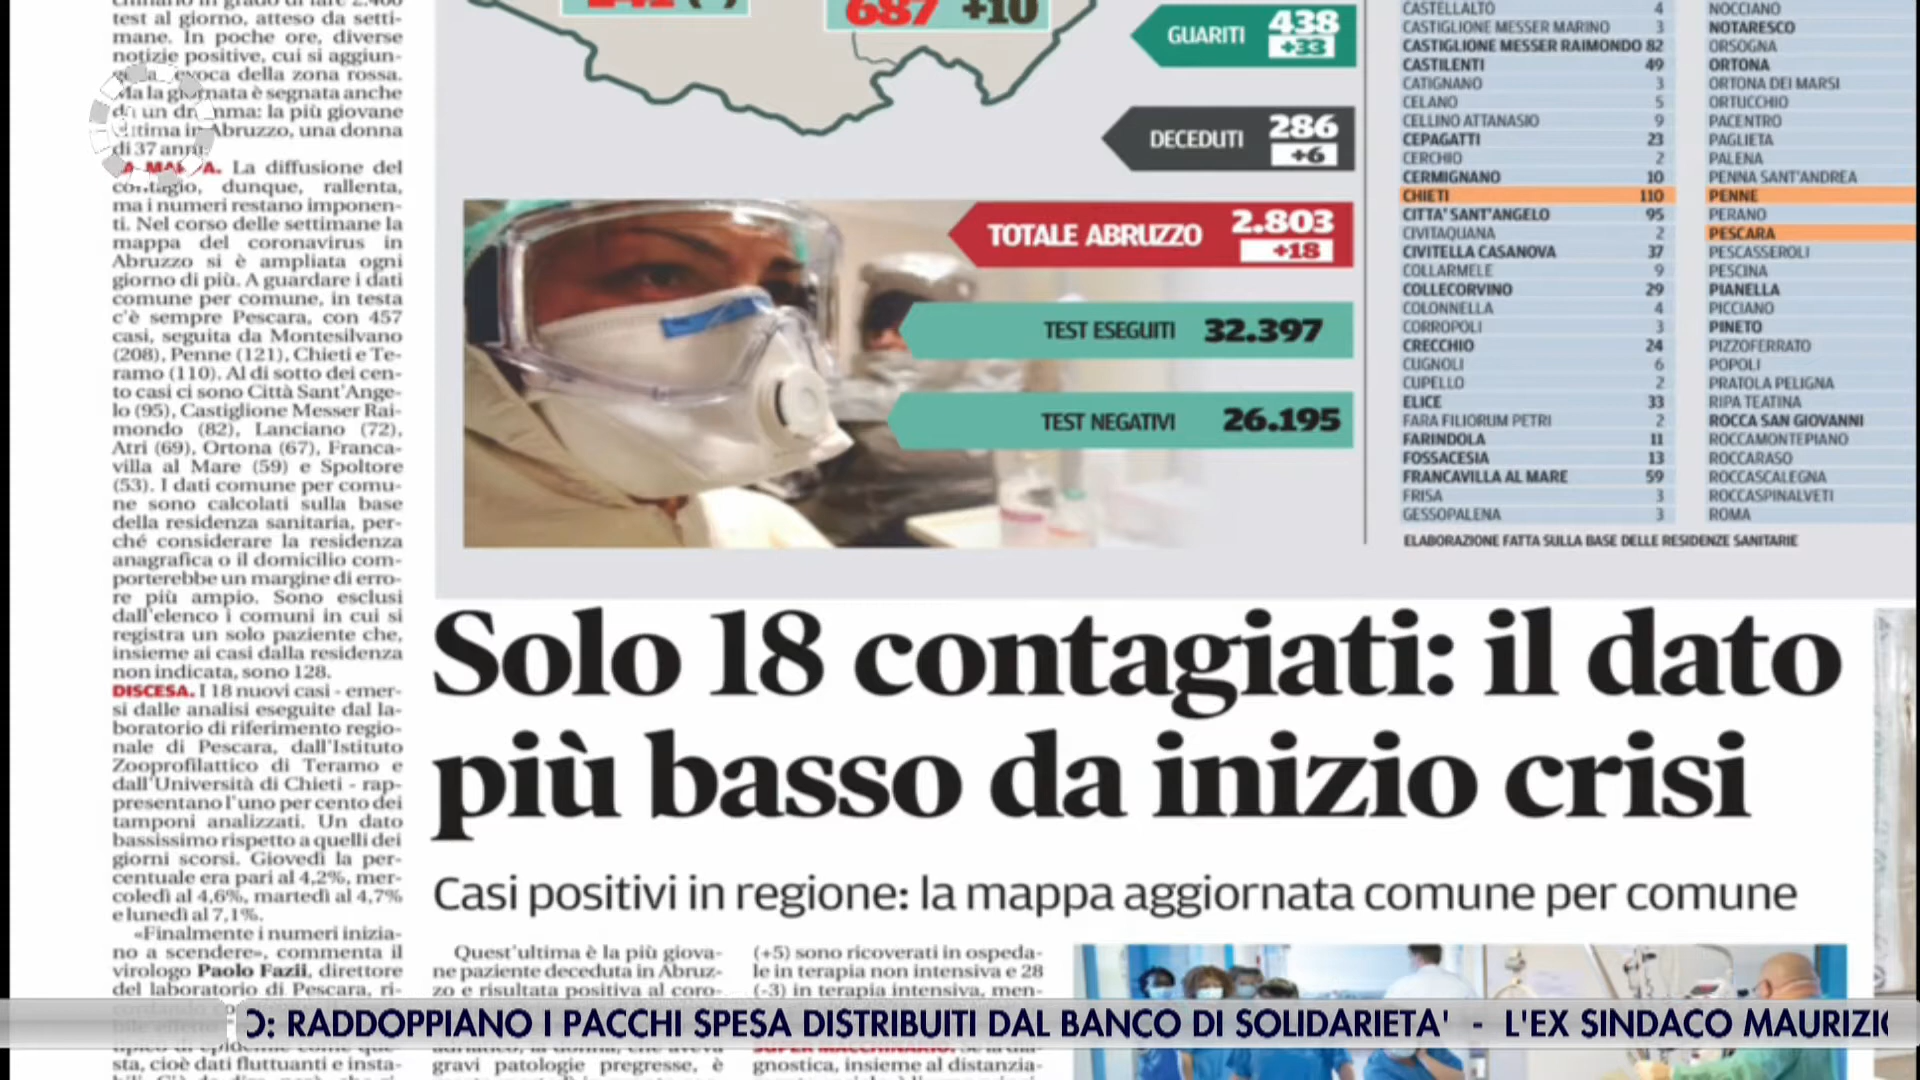 test al giorno, atteso da setti-
mane. In poche ore, diverse
notizie positive, cui si aggiun-
della zona rossa.
Ma la giornata è segnata anche
da un dramma: la più giovane
vittima in Abruzzo, una donna
di 37 anni.
LA MAPPA. La diffusione del
contagio, dunque, rallenta,
ma i numeri restano imponen-
ti. Nel corso delle settimane la
mappa del coronavirus in
Abruzzo si è ampliata ogni
giorno di più. A guardare i dati
comune per comune, in testa
c'è sempre Pescara, con 457
casi, seguita da Montesilvano
(208), Penne (121), Chieti e Te-
ramo (110). Al di sotto dei cen-
to casi ci sono Città Sant'Ange-
lo (95), Castiglione Messer Rai-
mondo (82), Lanciano (72),
Atri (69), Ortona (67), Franca-
villa al Mare (59) e Spoltore
(53). I dati comune per comu-
ne sono calcolati sulla base
della residenza sanitaria, per-
ché considerare la residenza
anagrafica o il domicilio com-
porterebbe un margine di erro-
re più ampio. Sono esclusi
dall'elenco i comuni in cui si
registra un solo paziente che,
insieme ai casi dalla residenza
non indicata, sono 128.
DISCESA. I 18 nuovi casi - emer-
si dalle analisi eseguite dal la-
boratorio di riferimento regio-
nale di Pescara, dall'Istituto
Zooprofilattico di Teramo e
dall'Università di Chieti - rap-
presentano l'uno per cento dei
tamponi analizzati. Un dato
bassissimo rispetto a quelli dei
giorni scorsi. Giovedì la per-
centuale era pari al 4,2%, mer-
coledì al 4,6%, martedì al 4,7%
e lunedì al 7,1%.
«Finalmente i numeri inizia-
no a scendere», commenta il
virologo Paolo Fazii, direttore
del laboratorio di Pescara, ri-
sta, cioè dati fluttuanti e insta-
687 +10
GUARITI 438
+33
DECEDUTI 286
+6
TOTALE ABRUZZO 2.803
+18
TEST ESEGUITI 32.397
TEST NEGATIVI 26.195
CASTELLALTO 4
CASTIGLIONE MESSER MARINO 3
CASTIGLIONE MESSER RAIMONDO 82
CASTILENTI 49
CATIGNANO 3
CELANO 5
CELLINO ATTANASIO 9
CEPAGATTI 23
CERCHIO 2
CERMIGNANO 10
CHIETI 110
CITTA' SANT'ANGELO 95
CIVITAQUANA 2
CIVITELLA CASANOVA 37
COLLARMELE 9
COLLECORVINO 29
COLONNELLA 4
CORROPOLI 3
CRECCHIO 24
CUGNOLI 6
CUPELLO 2
ELICE 33
FARA FILIORUM PETRI 2
FARINDOLA 11
FOSSACESIA 13
FRANCAVILLA AL MARE 59
FRISA 3
GESSOPALENA 3
NOCCIANO
NOTARESCO
ORSOGNA
ORTONA
ORTONA DEI MARSI
ORTUCCHIO
PACENTRO
PAGLIETA
PALENA
PENNA SANT'ANDREA
PENNE
PERANO
PESCARA
PESCASSEROLI
PESCINA
PIANELLA
PICCIANO
PINETO
PIZZOFERRATO
POPOLI
PRATOLA PELIGNA
RIPA TEATINA
ROCCA SAN GIOVANNI
ROCCAMONTEPIANO
ROCCARASO
ROCCASCALEGNA
ROCCASPINALVETI
ROMA
ELABORAZIONE FATTA SULLA BASE DELLE RESIDENZE SANITARIE
Solo 18 contagiati: il dato
più basso da inizio crisi
Casi positivi in regione: la mappa aggiornata comune per comune
Quest'ultima è la più giova-
ne paziente deceduta in Abruz-
zo e risultata positiva al coro-
gravi patologie pregresse, è
(+5) sono ricoverati in ospeda-
le in terapia non intensiva e 28
(-3) in terapia intensiva, men-
gnostica, insieme al distanzia-
O: RADDOPPIANO I PACCHI SPESA DISTRIBUITI DAL BANCO DI SOLIDARIETA' - L'EX SINDACO MAURIZIO